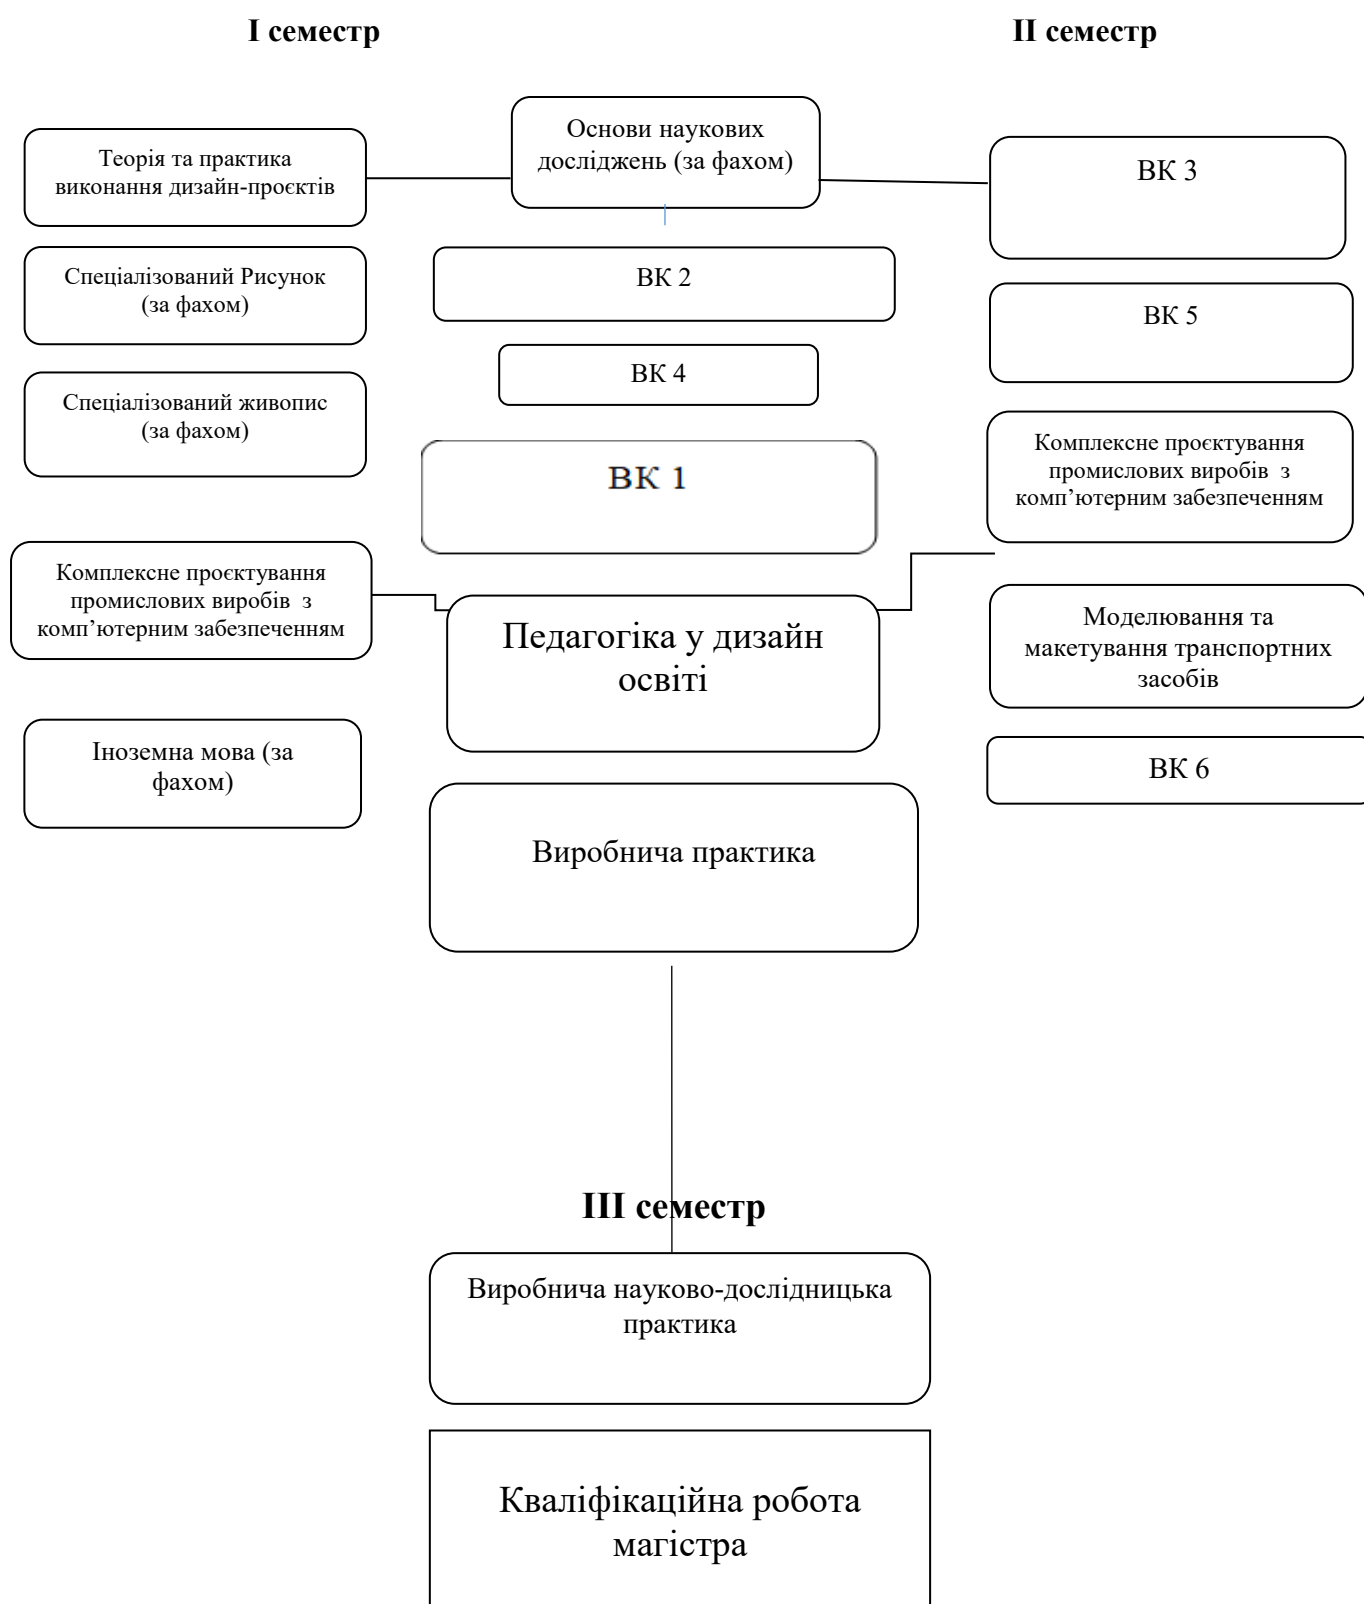 І семестр
ІІ семестр
Теорія та практика
виконання дизайн-проєктів
Основи наукових
досліджень (за фахом)
ВК 3
Спеціалізований Рисунок
(за фахом)
ВК 2
ВК 5
ВК 4
Спеціалізований живопис
(за фахом)
ВК 1
Комплексне проєктування
промислових виробів з
комп’ютерним забезпеченням
Комплексне проєктування
промислових виробів з
комп’ютерним забезпеченням
Педагогіка у дизайн
освіті
Моделювання та
макетування транспортних
засобів
Іноземна мова (за
фахом)
ВК 6
Виробнича практика
ІІІ семестр
Виробнича науково-дослідницька
практика
Кваліфікаційна робота
магістра